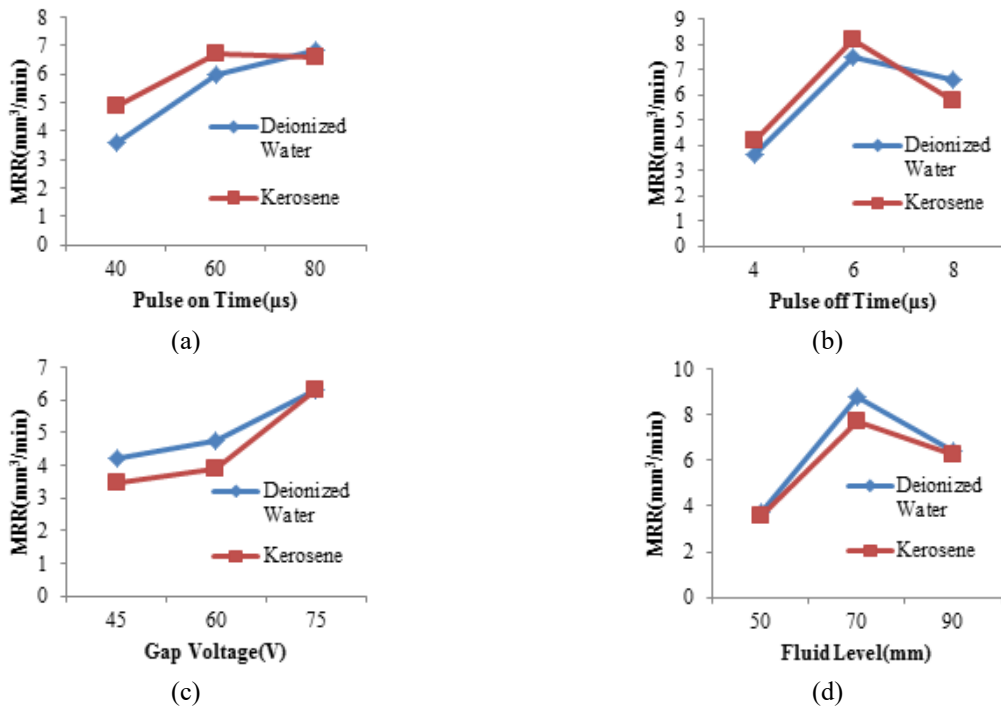 MRR(mm³/min)
8
7
6
5
4
3
2
1
0
Deionized
Water
Kerosene
40 60 80
Pulse on Time(μs)
(a)
MRR(mm³/min)
9
8
7
6
5
4
3
2
1
0
Deionized
Water
Kerosene
4 6 8
Pulse off Time(μs)
(b)
MRR(mm³/min)
7
6
5
4
3
2
1
0
Deionized
Water
Kerosene
45 60 75
Gap Voltage(V)
(c)
MRR(mm³/min)
10
8
6
4
2
0
Deionized
Water
Kerosene
50 70 90
Fluid Level(mm)
(d)